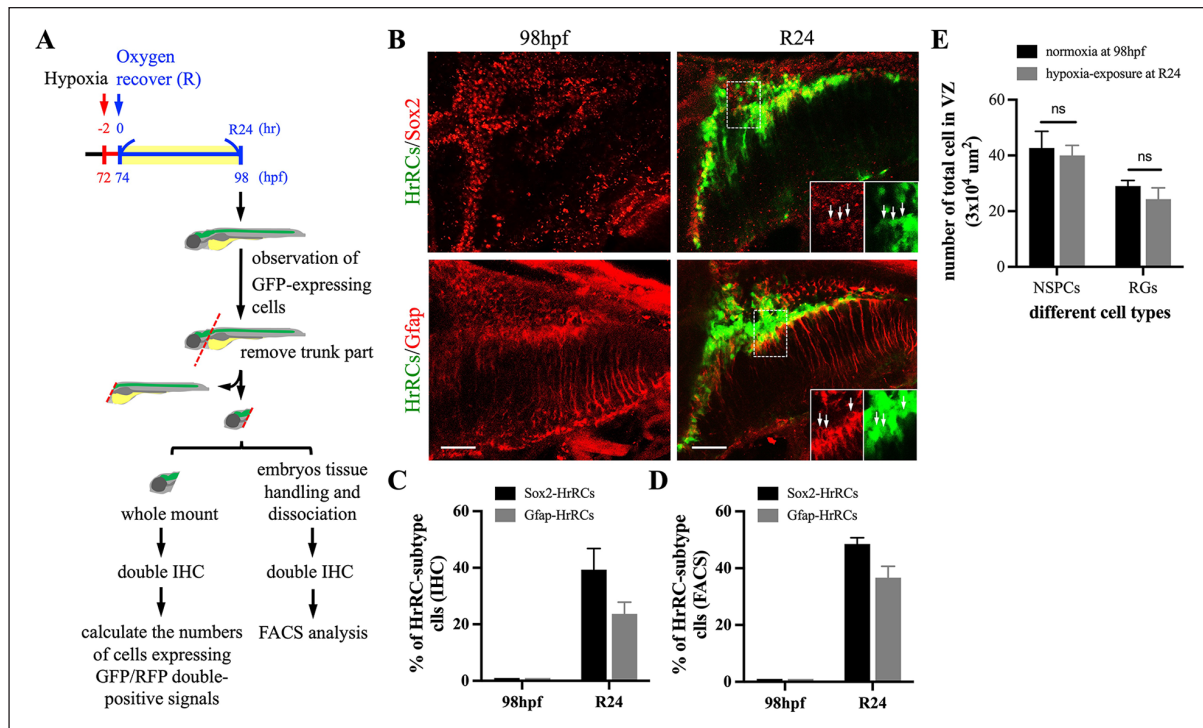 A
Hypoxia
Oxygen
recover (R)
-2
0
R24
(hr)
72
74
98
(hpf)
observation of
GFP-expressing
cells
remove trunk part
whole mount
double IHC
calculate the numbers
of cells expressing
GFP/RFP double-
positive signals
embryos tissue
handling and
dissociation
double IHC
FACS analysis
B
98hpf
R24
HrRCs/Sox2
HrRCs/Gfap
C
Sox2-HrRCs
Gfap-HrRCs
% of HrRC-subtype
clls (IHC)
60
40
20
0
98hpf
R24
D
Sox2-HrRCs
Gfap-HrRCs
% of HrRC-subtype
clls (FACS)
60
40
20
0
98hpf
R24
E
normoxia at 98hpf
hypoxia-exposure at R24
number of total cell in VZ
(3x10⁴ um²)
60
40
20
0
ns
ns
NSPCs
RGs
different cell types